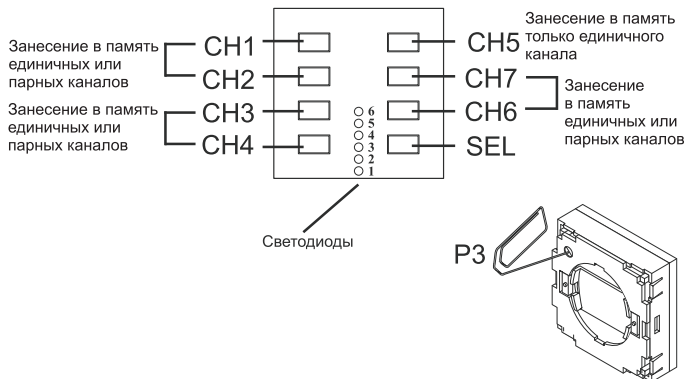 Занесение в память
единичных или
парных каналов
CH1
CH2
Занесение в память
единичных или
парных каналов
CH3
CH4
6
5
4
3
2
1
Светодиоды
CH5
Занесение в память
только единичного
канала
CH7
CH6
Занесение
в память
единичных или
парных каналов
SEL
P3